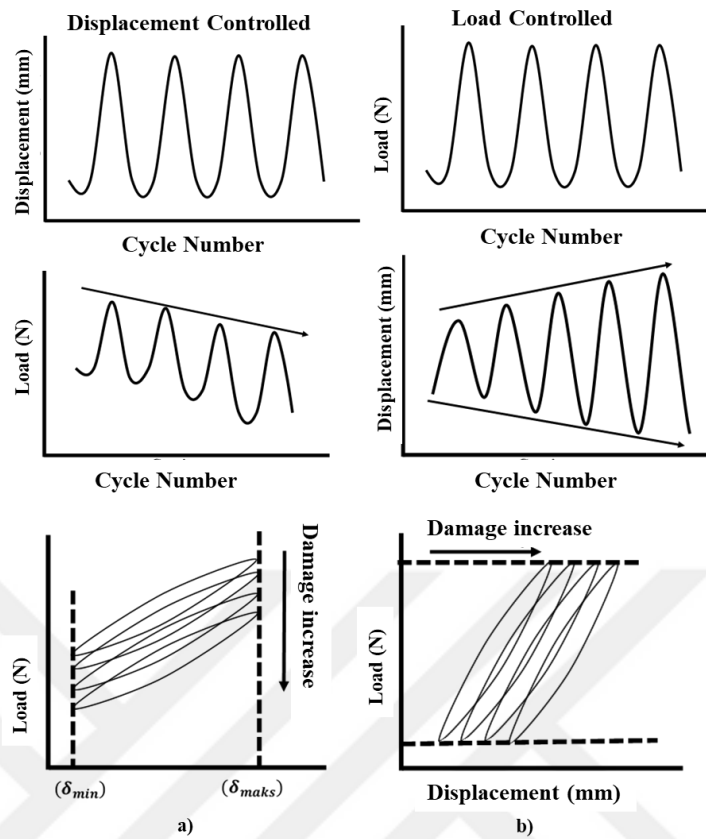 Displacement Controlled
Displacement (mm)
Cycle Number
Load Controlled
Load (N)
Cycle Number
Load (N)
Cycle Number
Displacement (mm)
Cycle Number
Load (N)
Damage increase
(δmin)
(δmaks)
a)
Damage increase
Load (N)
Displacement (mm)
b)